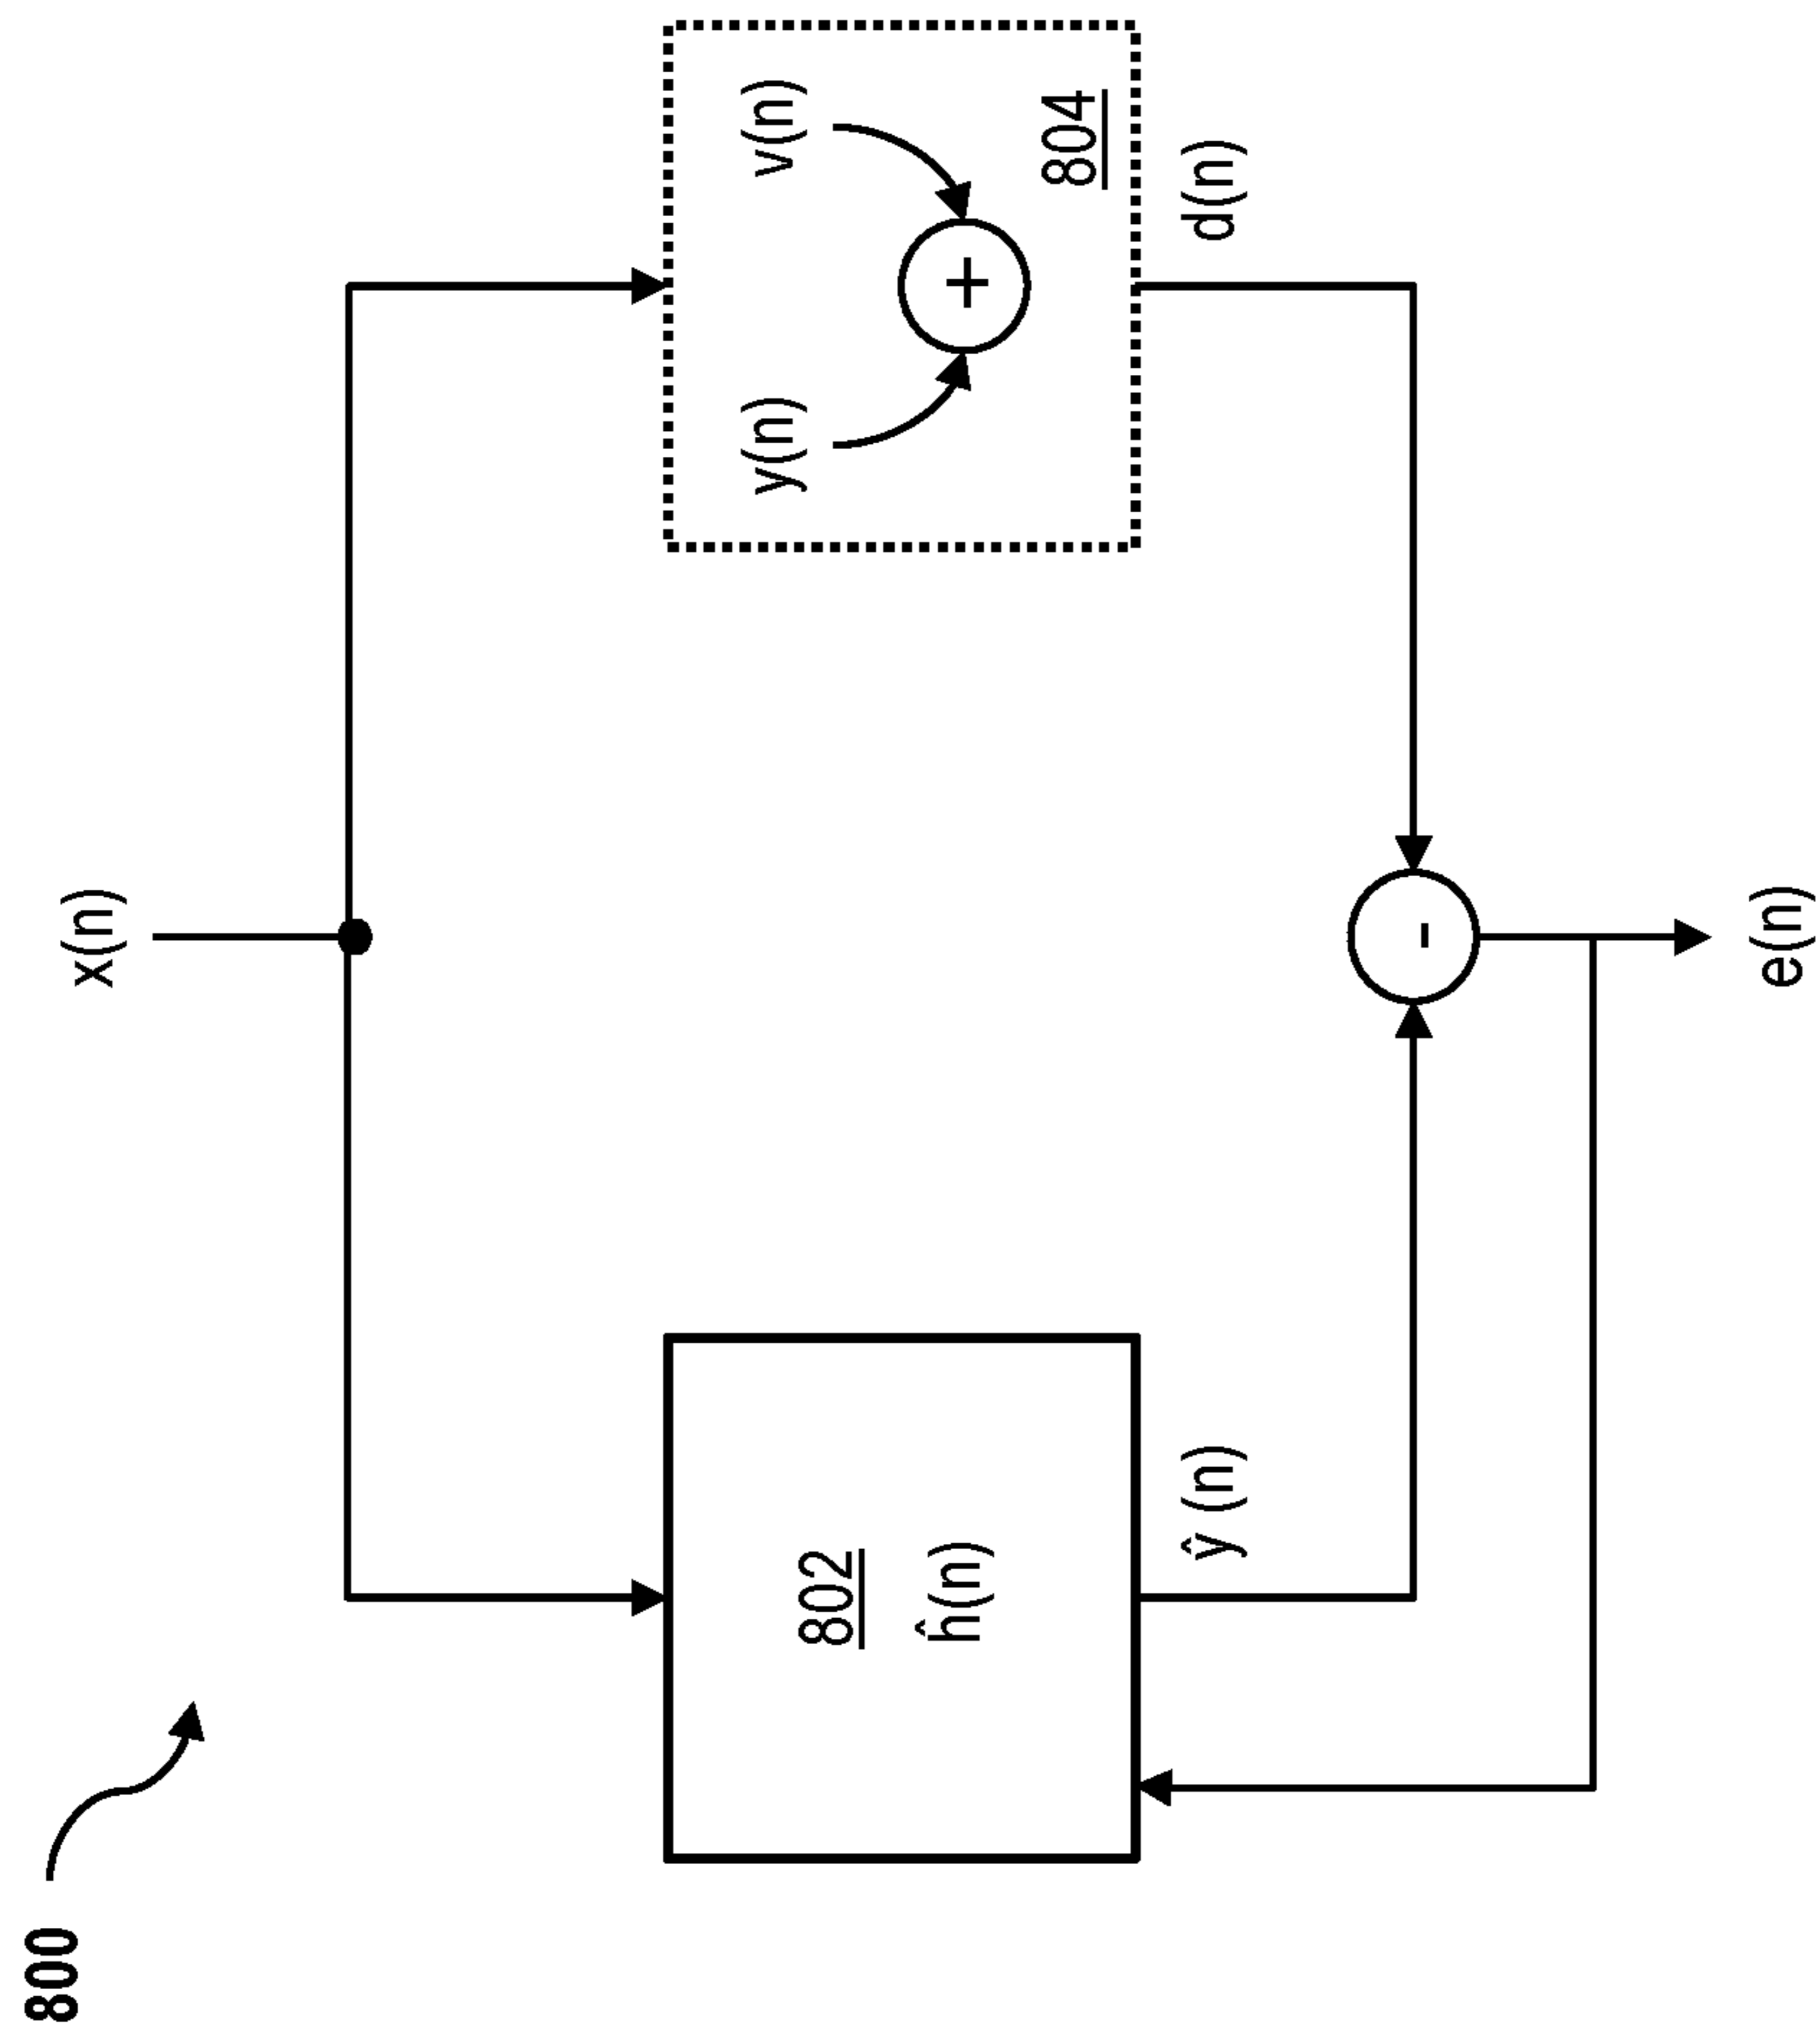 800
x(n)
802
ĥ(n)
y(n)
v(n)
+
804
ŷ (n)
d(n)
-
e(n)